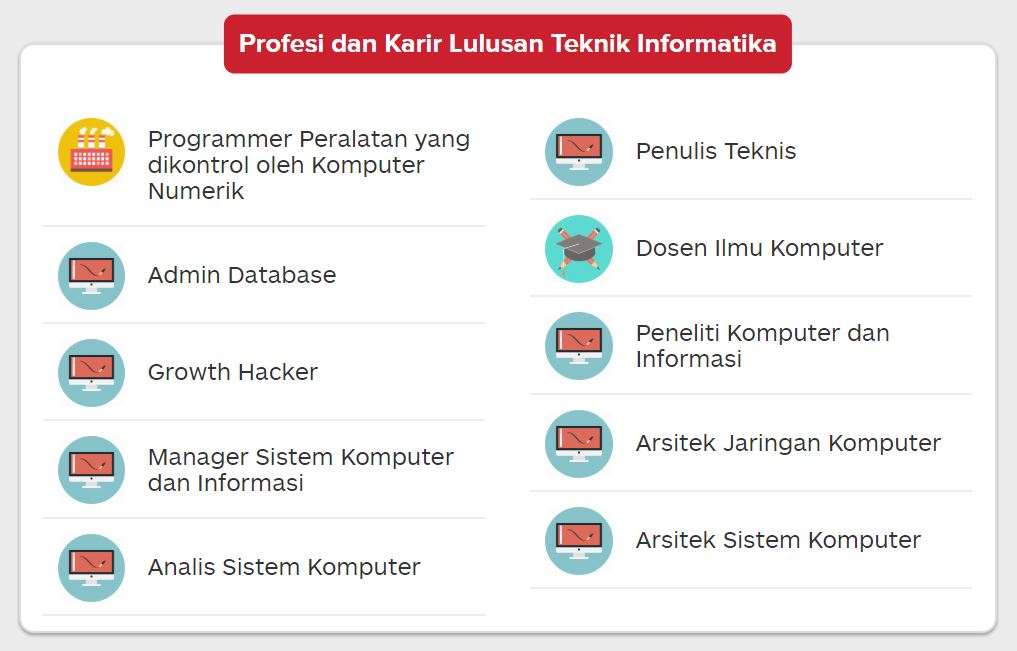 Profesi dan Karir Lulusan Teknik Informatika
Programmer Peralatan yang
dikontrol oleh Komputer
Numerik
Admin Database
Growth Hacker
Manager Sistem Komputer
dan Informasi
Analis Sistem Komputer
Penulis Teknis
Dosen Ilmu Komputer
Peneliti Komputer dan
Informasi
Arsitek Jaringan Komputer
Arsitek Sistem Komputer